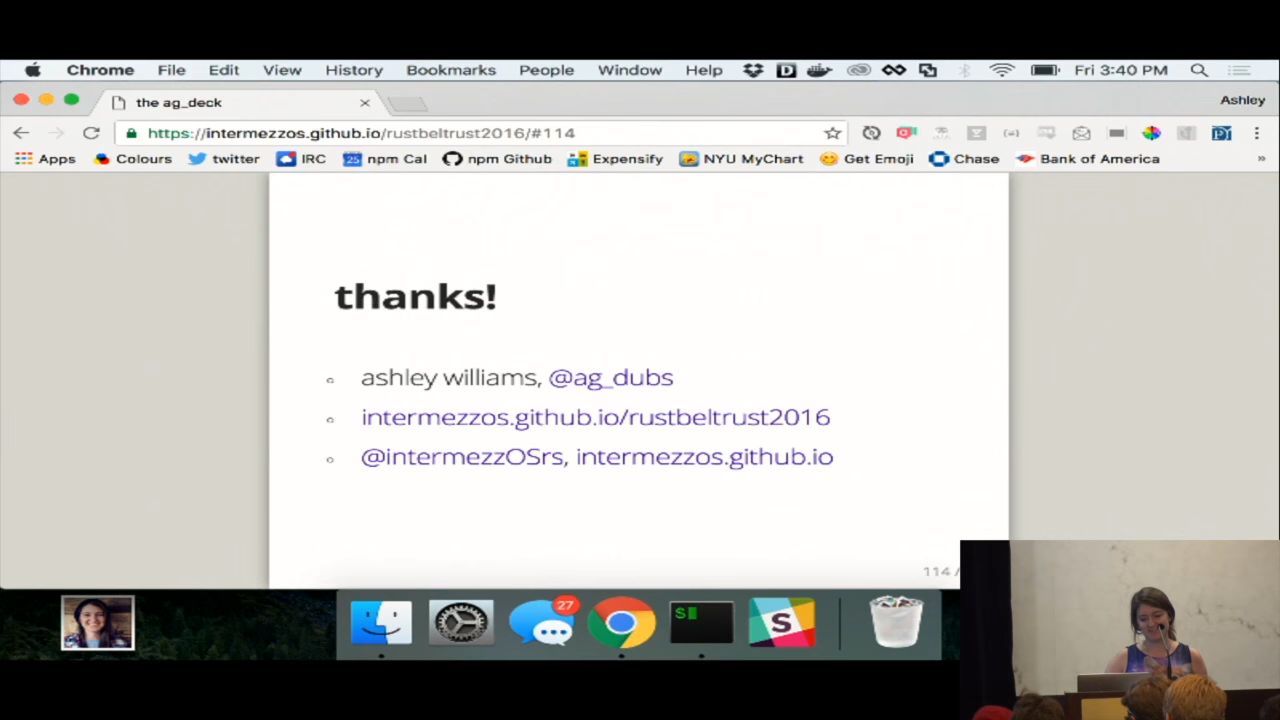 Chrome File Edit View History Bookmarks People Window Help Fri 3:40 PM
the ag_deck
Ashley
https://intermezzos.github.io/rustbeltrust2016/#114
Apps Colours twitter IRC 25 npm Cal npm Github Expensify NYU MyChart Get Emoji Chase Bank of America »
thanks!
ashley williams, @ag_dubs
intermezzos.github.io/rustbeltrust2016
@intermezzOSrs, intermezzos.github.io
114 /
27
S
S